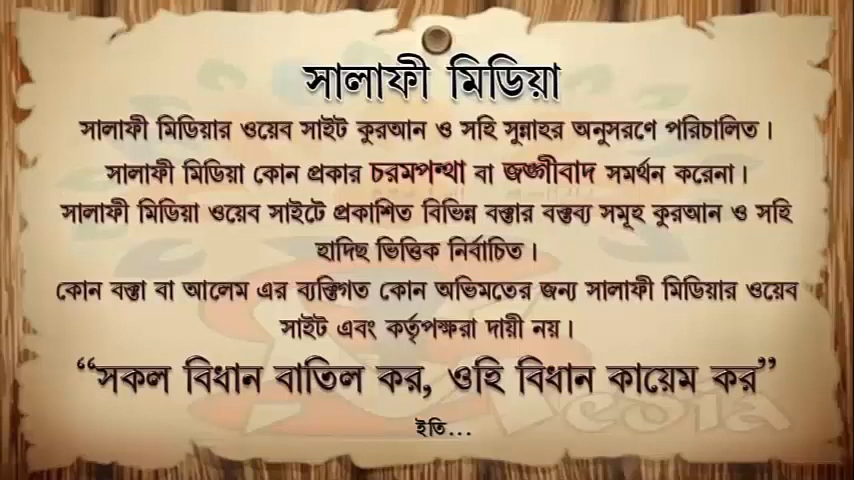 সালাফী মিডিয়া
সালাফী মিডিয়ার ওয়েব সাইট কুরআন ও সহি সুন্নাহর অনুসরণে পরিচালিত।
সালাফী মিডিয়া কোন প্রকার চরমপন্থা বা জঙ্গীবাদ সমর্থন করেনা।
সালাফী মিডিয়া ওয়েব সাইটে প্রকাশিত বিভিন্ন বক্তার বক্তব্য সমূহ কুরআন ও সহি
হাদিছ ভিত্তিক নির্বাচিত।
কোন বক্তা বা আলেম এর ব্যক্তিগত কোন অভিমতের জন্য সালাফী মিডিয়ার ওয়েব
সাইট এবং কর্তৃপক্ষরা দায়ী নয়।
“সকল বিধান বাতিল কর, ওহি বিধান কায়েম কর”
edia
ইতি...